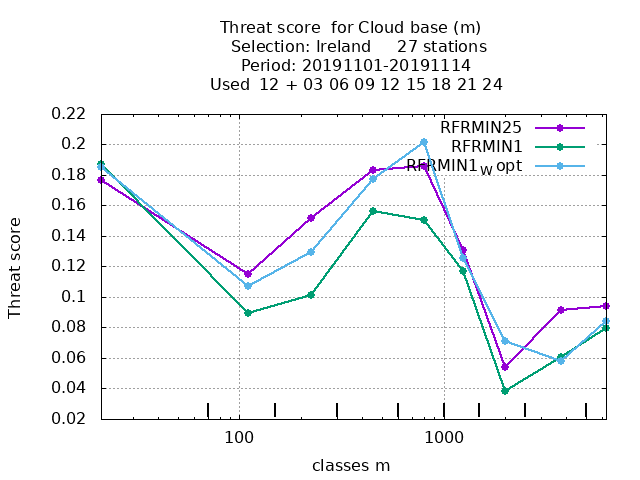 Threat score  for Cloud base (m)
Selection: Ireland     27 stations
Period: 20191101-20191114
Used  12 + 03 06 09 12 15 18 21 24
RFRMIN25
RFRMIN1
RFRMIN1W opt
0.22
0.2
0.18
0.16
0.14
0.12
0.1
0.08
0.06
0.04
0.02
Threat score
100
1000
classes m